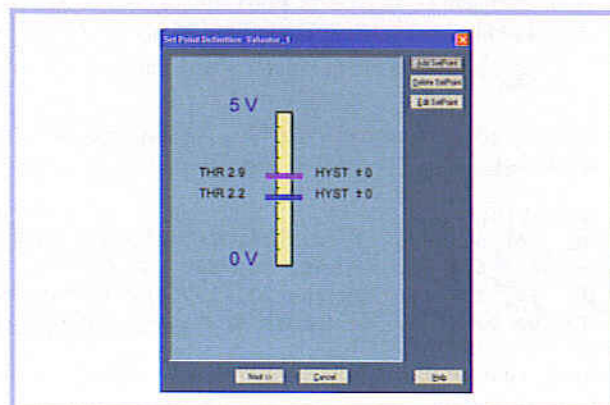 Set Point Definition: Valuator_1
Add SetPoint
Delete SetPoint
Edit SetPoint
5 V
THR 2.9 HYST ± 0
THR 2.2 HYST ± 0
0 V
Next >> Cancel Help